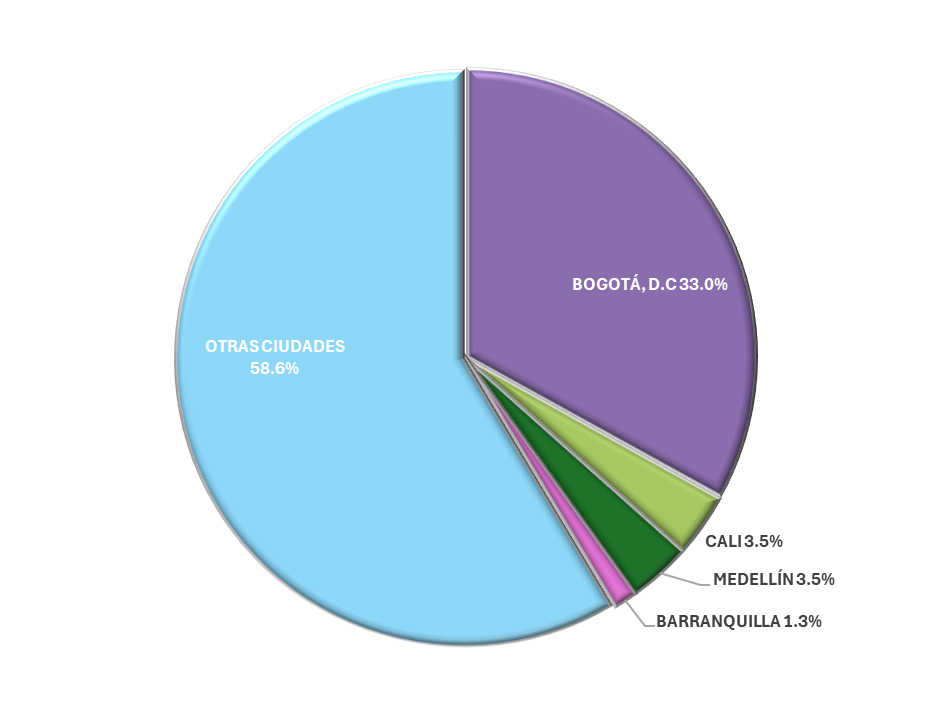 BOGOTÁ, D.C 33.0%
OTRAS CIUDADES
58.6%
CALI 3.5%
MEDELLÍN 3.5%
BARRANQUILLA 1.3%